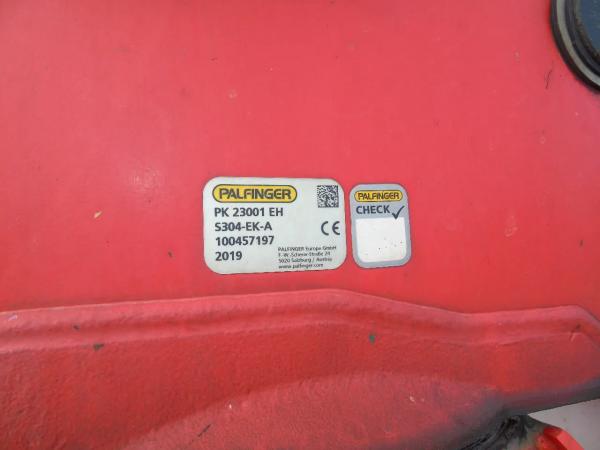 PALFINGER
PK 23001 EH
S304-EK-A
100457197
2019
CE
PALFINGER Europe GmbH
F.-W.-Scherer-Straße 24
5020 Salzburg / Austria
www.palfinger.com
PALFINGER
CHECK